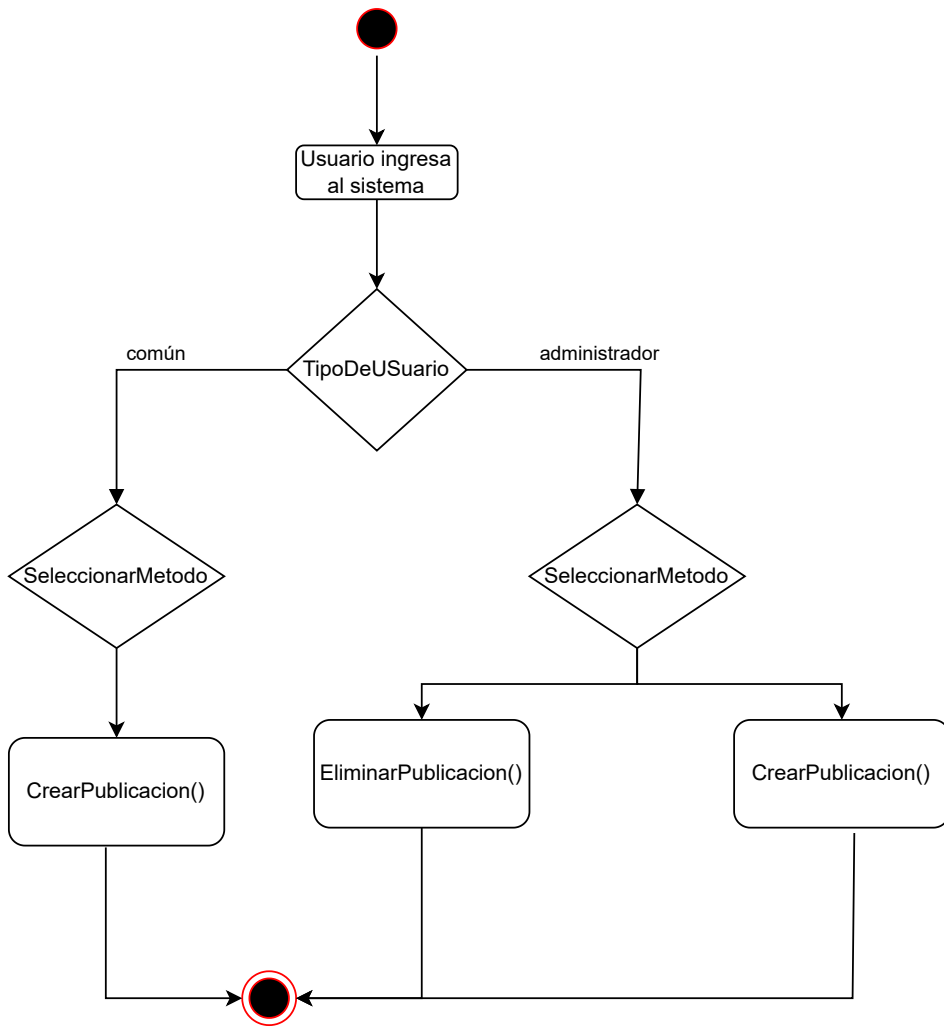 Usuario ingresa
al sistema
común
administrador
TipoDeUSuario
SeleccionarMetodo
SeleccionarMetodo
CrearPublicacion()
EliminarPublicacion()
CrearPublicacion()